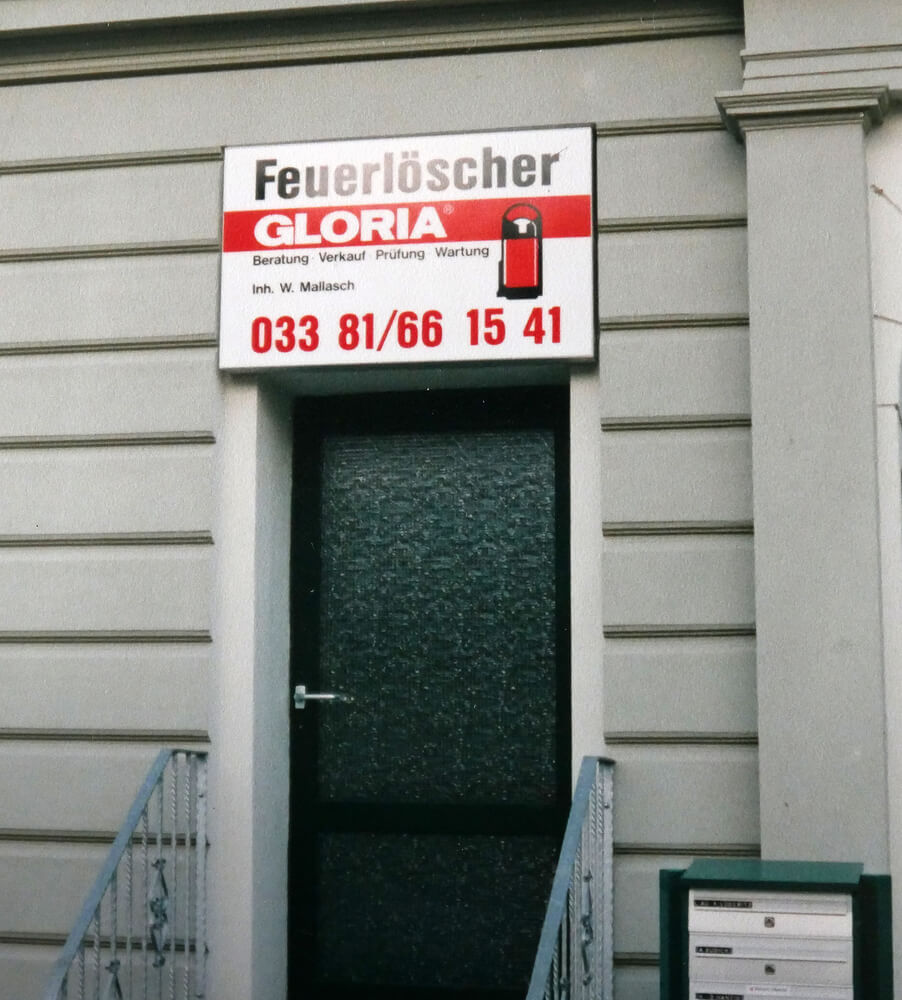 Feuerlöscher
GLORIA®
Beratung · Verkauf · Prüfung · Wartung
Inh. W. Mallasch
033 81/66 15 41